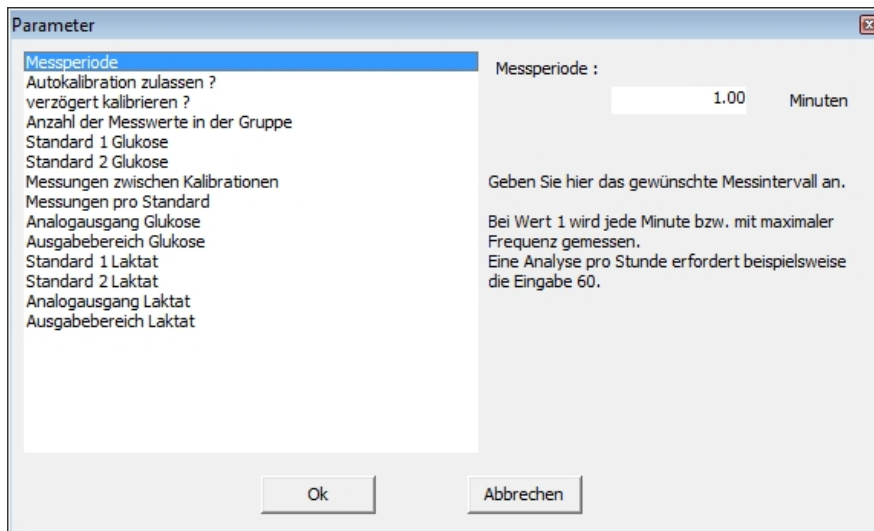 Parameter
Messperiode
Autokalibration zulassen ?
verzögert kalibrieren ?
Anzahl der Messwerte in der Gruppe
Standard 1 Glukose
Standard 2 Glukose
Messungen zwischen Kalibrationen
Messungen pro Standard
Analogausgang Glukose
Ausgabebereich Glukose
Standard 1 Laktat
Standard 2 Laktat
Analogausgang Laktat
Ausgabebereich Laktat
Messperiode :
1.00 Minuten
Geben Sie hier das gewünschte Messintervall an.
Bei Wert 1 wird jede Minute bzw. mit maximaler
Frequenz gemessen.
Eine Analyse pro Stunde erfordert beispielsweise
die Eingabe 60.
Ok Abbrechen